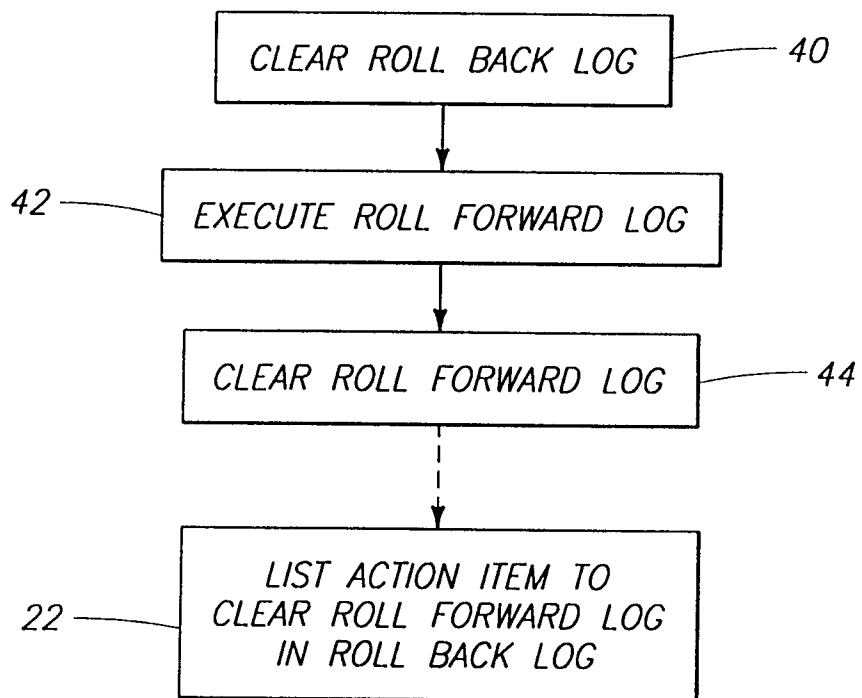 CLEAR ROLL BACK LOG
40
42
EXECUTE ROLL FORWARD LOG
CLEAR ROLL FORWARD LOG
44
22
LIST ACTION ITEM TO
CLEAR ROLL FORWARD LOG
IN ROLL BACK LOG